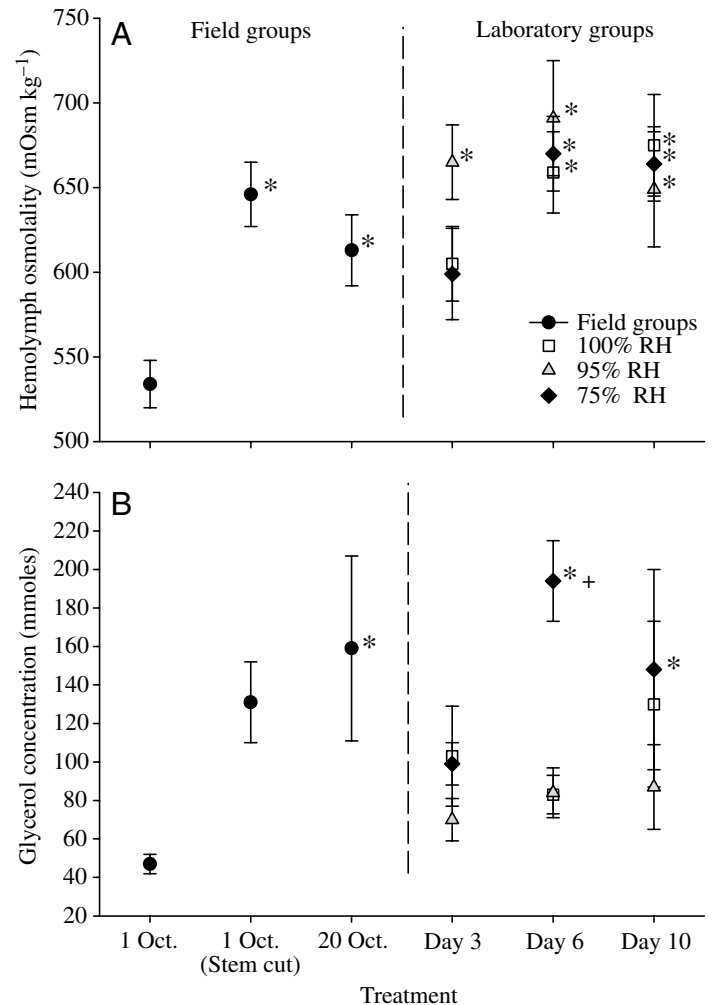 A
Field groups
Laboratory groups
Hemolymph osmolality (mOsm kg⁻¹)
750
700
650
600
550
500
*
*
*
*
*
*
*
*
*
Field groups
100% RH
95% RH
75% RH
B
Glycerol concentration (mmoles)
240
220
200
180
160
140
120
100
80
60
40
20
*
* +
*
1 Oct.
1 Oct.
(Stem cut)
20 Oct.
Day 3
Day 6
Day 10
Treatment